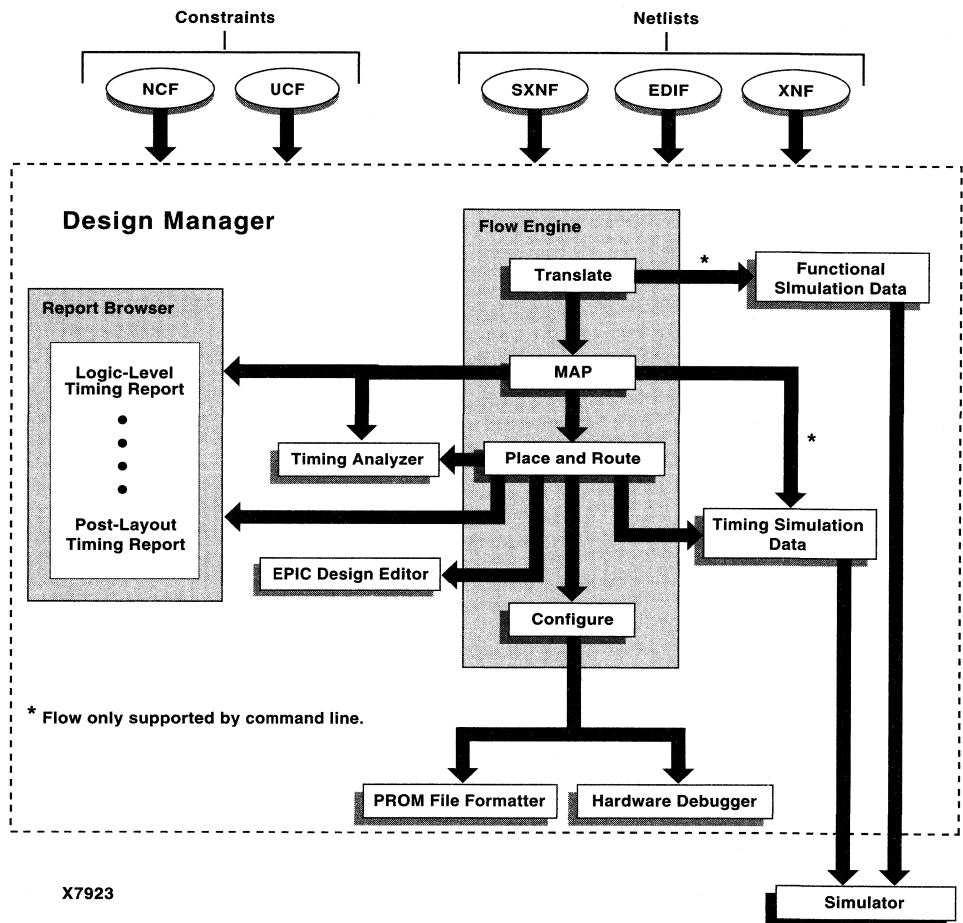 Constraints
Netlists
NCF
UCF
SXNF
EDIF
XNF
Design Manager
Flow Engine
Translate
*
Functional
SImulation Data
Report Browser
Logic-Level
Timing Report
MAP
*
Timing Analyzer
Place and Route
Post-Layout
Timing Report
Timing Simulation
Data
EPIC Design Editor
Configure
* Flow only supported by command line.
PROM File Formatter
Hardware Debugger
X7923
Simulator